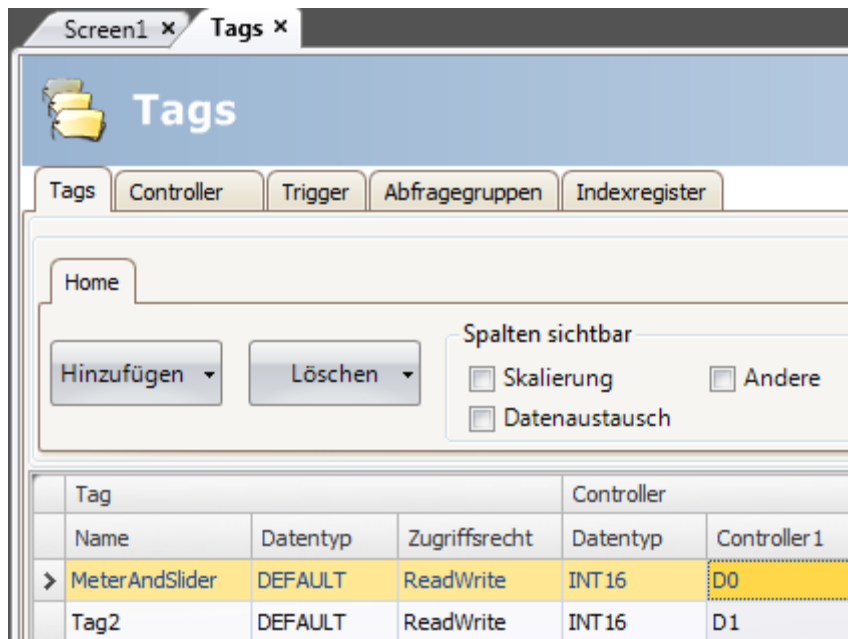 Screen1 × Tags ×
Tags
Tags Controller Trigger Abfragegruppen Indexregister
Home
Spalten sichtbar
Hinzufügen Löschen Skalierung Andere
Datenaustausch
Tag Controller
Name Datentyp Zugriffsrecht Datentyp Controller1
MeterAndSlider DEFAULT ReadWrite INT16 D0
Tag2 DEFAULT ReadWrite INT16 D1